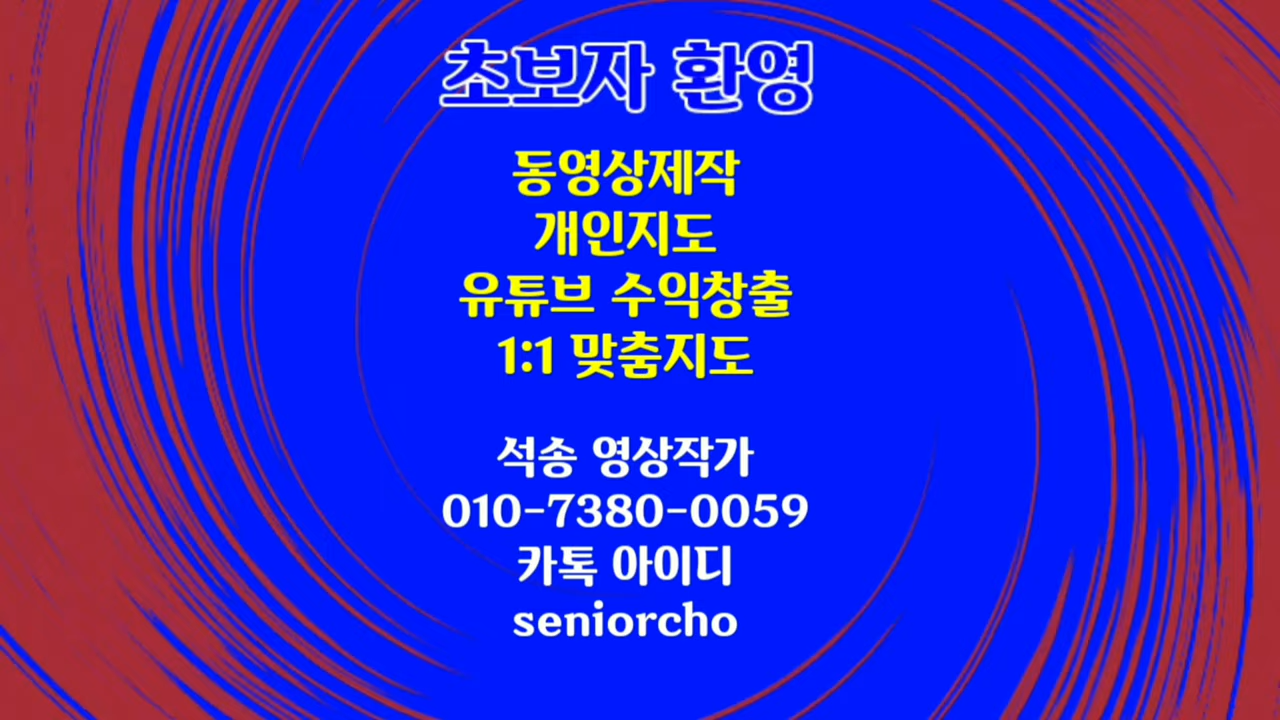 초보자 환영
동영상제작
개인지도
유튜브 수익창출
1:1 맞춤지도
석송 영상작가
010-7380-0059
카톡 아이디
seniorcho